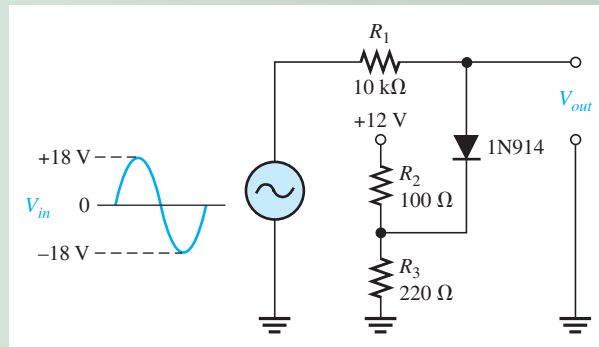 R1
10 kΩ
+12 V
Vout
1N914
+18 V
R2
100 Ω
Vin 0
−18 V
R3
220 Ω